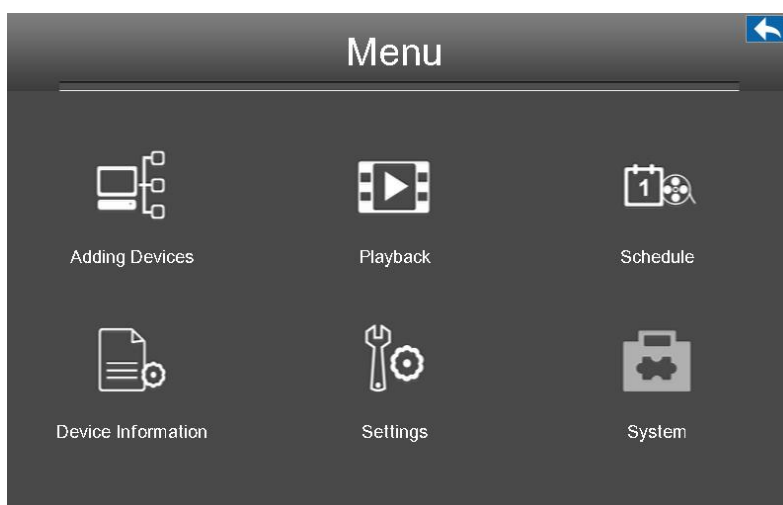 Menu
1
Adding Devices
Playback
Schedule
Device Information
Settings
System